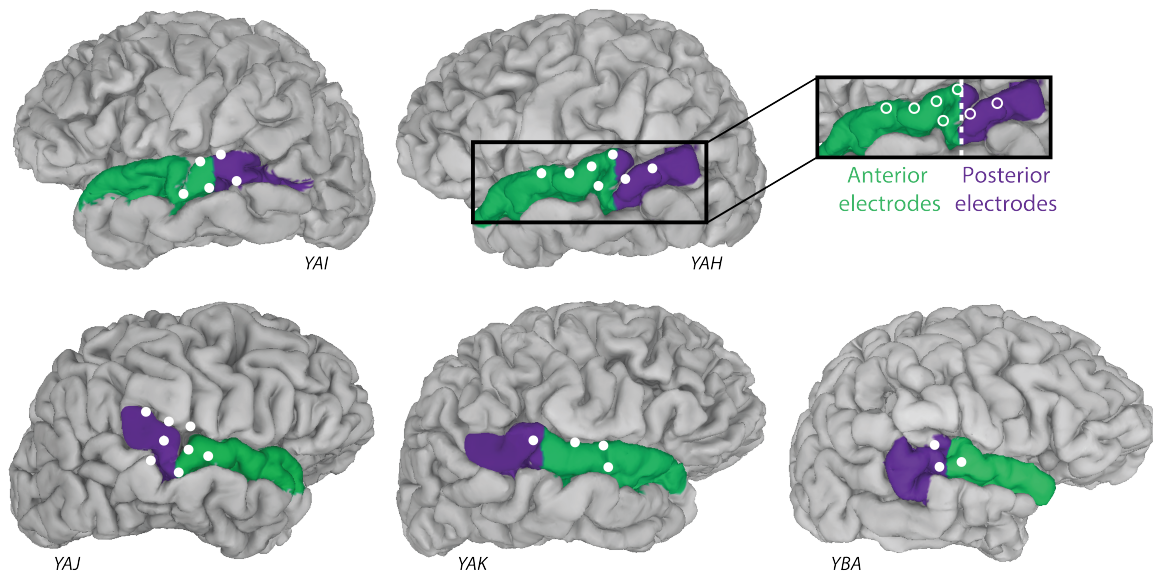 Anterior Posterior
electrodes electrodes
YAI
YAH
YAJ
YAK
YBA